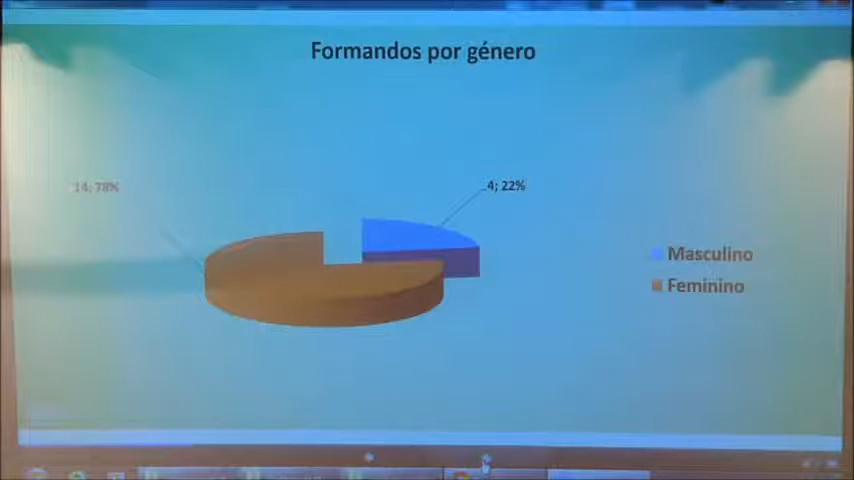 Formandos por género
14; 78%
4; 22%
Masculino
Feminino